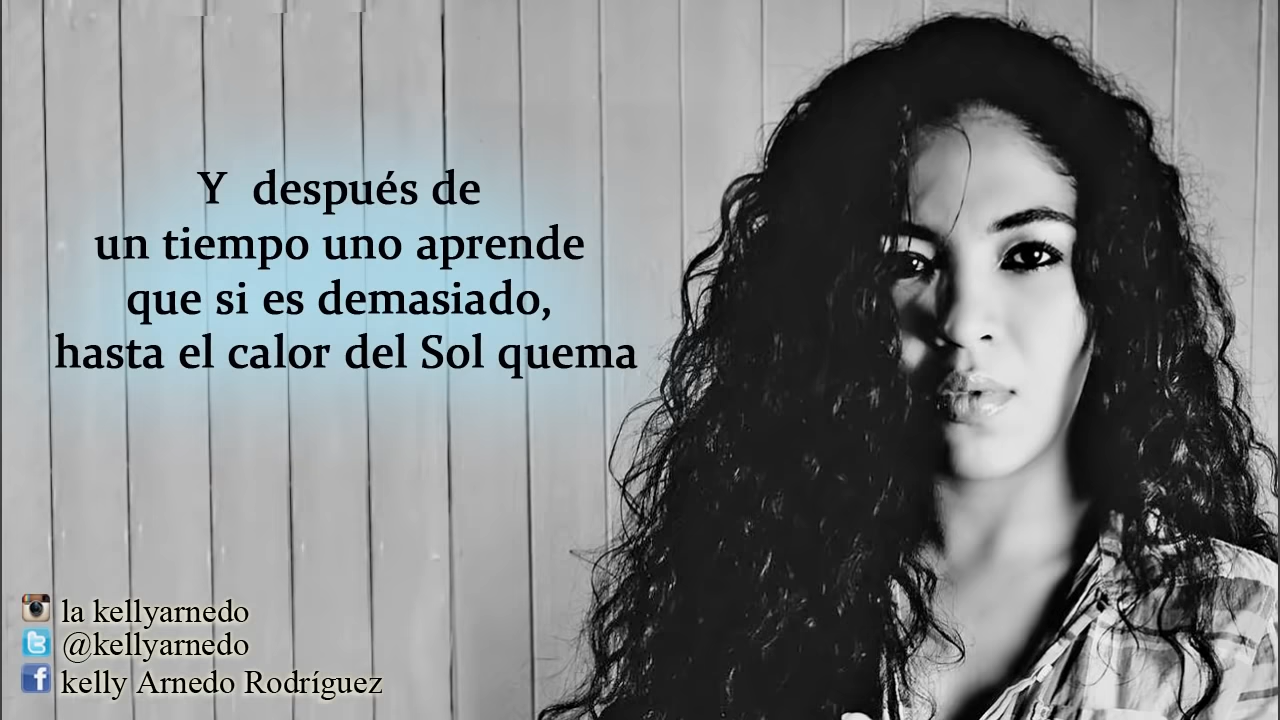 Y después de
un tiempo uno aprende
que si es demasiado,
hasta el calor del Sol quema
la kellyarnedo
@kellyarnedo
kelly Arnedo Rodríguez